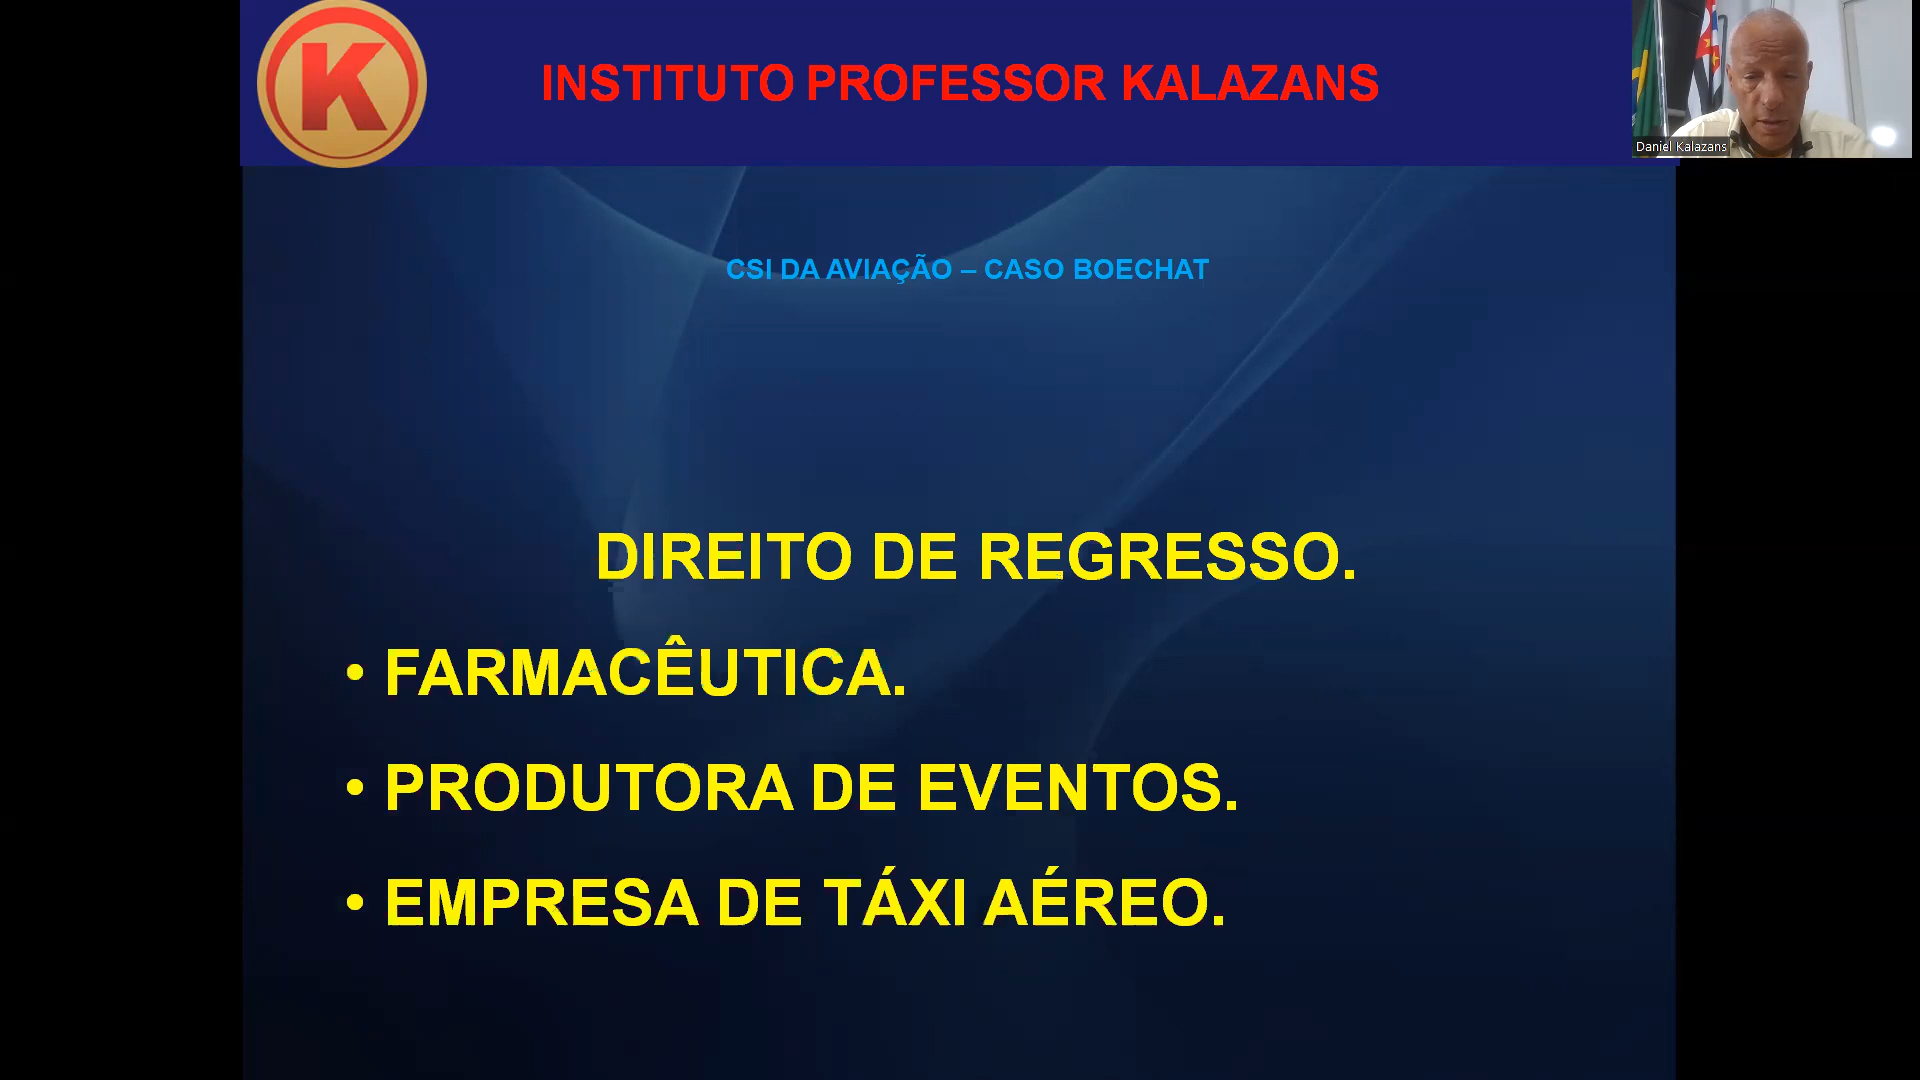 K
INSTITUTO PROFESSOR KALAZANS
Daniel Kalazans
CSI DA AVIAÇÃO – CASO BOECHAT
DIREITO DE REGRESSO.
• FARMACÊUTICA.
• PRODUTORA DE EVENTOS.
• EMPRESA DE TÁXI AÉREO.